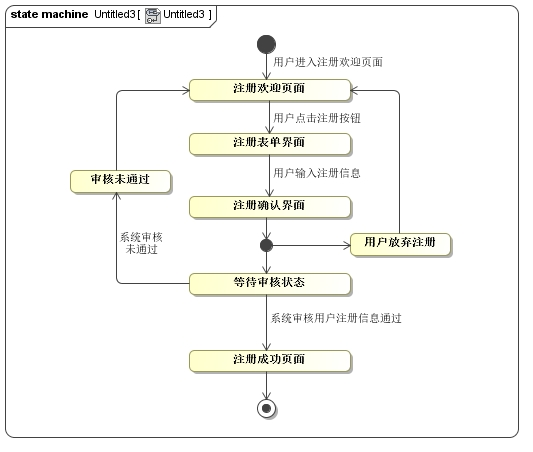 state machine Untitled3 [ Untitled3 ]
用户进入注册欢迎页面
注册欢迎页面
用户点击注册按钮
注册表单界面
用户输入注册信息
审核未通过
注册确认界面
系统审核
未通过
用户放弃注册
等待审核状态
系统审核用户注册信息通过
注册成功页面